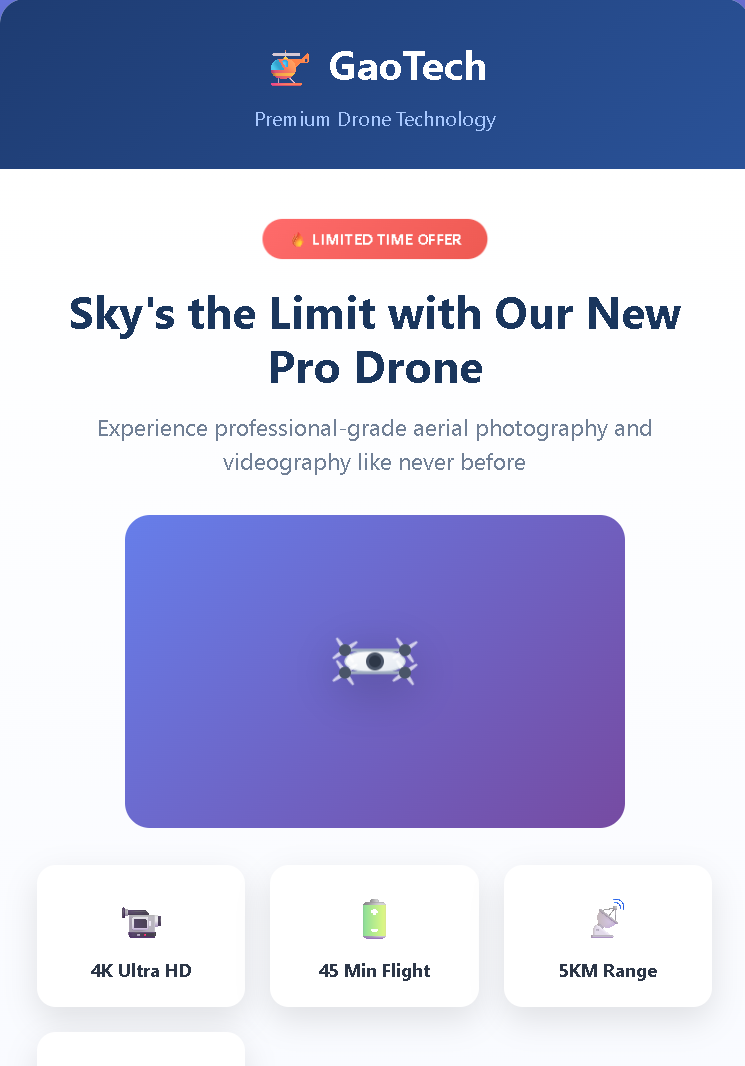 GaoTech
Premium Drone Technology
LIMITED TIME OFFER
Sky's the Limit with Our New
Pro Drone
Experience professional-grade aerial photography and
videography like never before
4K Ultra HD
45 Min Flight
5KM Range